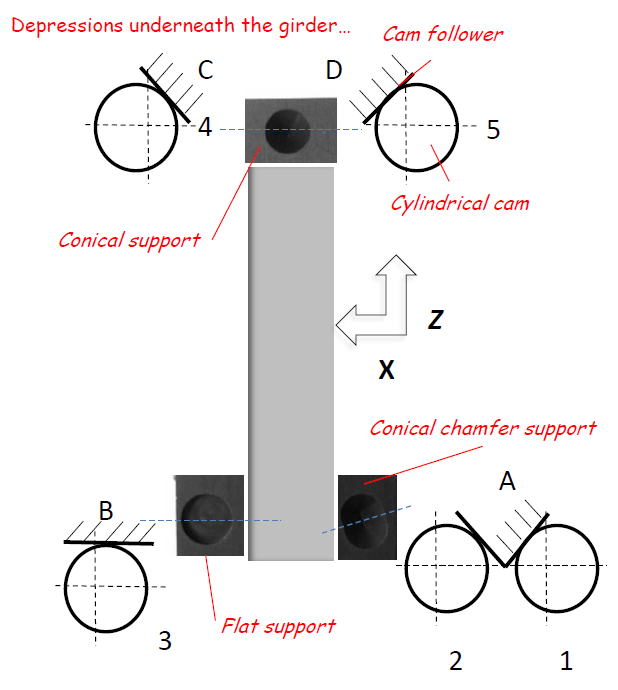 Depressions underneath the girder…
Cam follower
C
D
4
5
Cylindrical cam
Conical support
Z
X
Conical chamfer support
A
B
Flat support
3
2
1